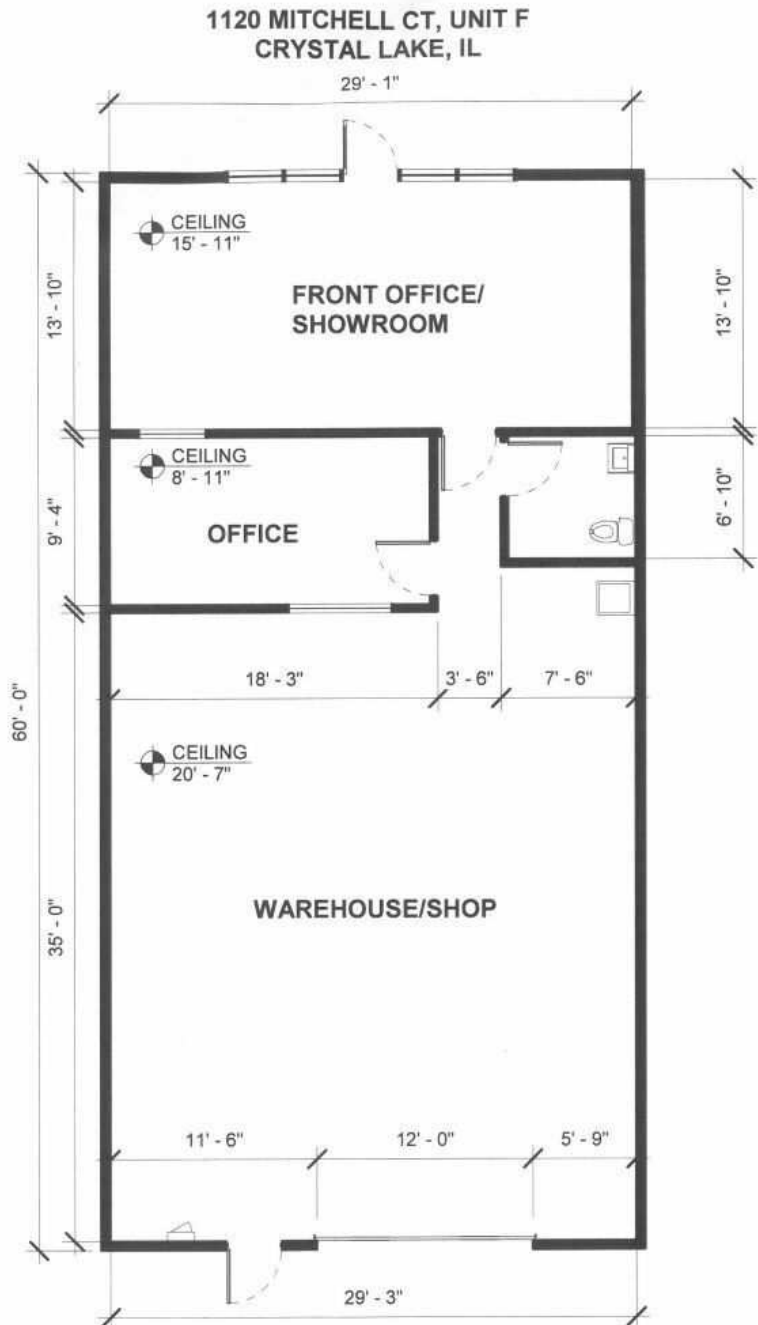 1120 MITCHELL CT, UNIT F
CRYSTAL LAKE, IL
29' - 1"
CEILING
15' - 11"
FRONT OFFICE/
SHOWROOM
13' - 10"
13' - 10"
CEILING
8' - 11"
OFFICE
9' - 4"
6' - 10"
18' - 3"
3' - 6"
7' - 6"
60' - 0"
CEILING
20' - 7"
WAREHOUSE/SHOP
35' - 0"
11' - 6"
12' - 0"
5' - 9"
29' - 3"